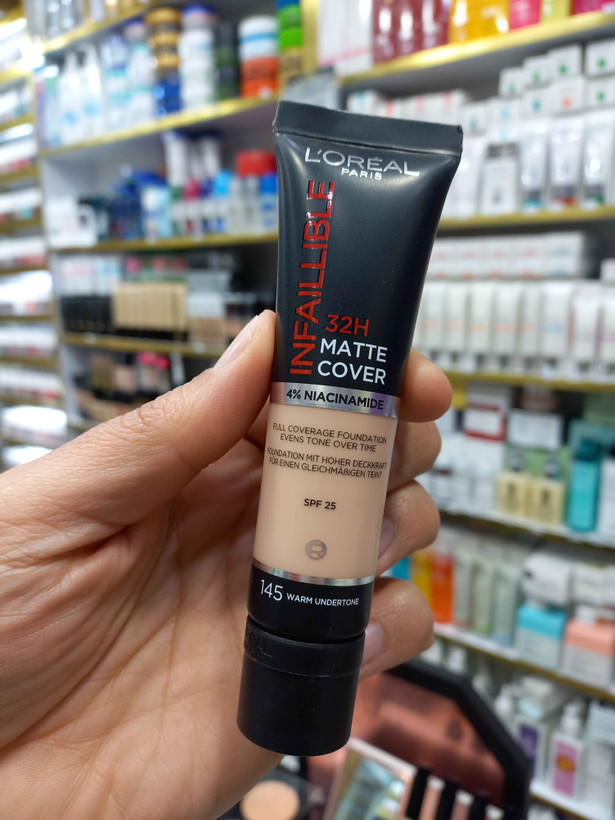 L'ORÉAL
PARIS
INFAILLIBLE
32H
MATTE
COVER
4% NIACINAMIDE
FULL COVERAGE FOUNDATION
EVENS TONE OVER TIME
FOUNDATION MIT HOHER DECKKRAFT
FÜR EINEN GLEICHMÄẞIGEN TEINT
SPF 25
145 WARM UNDERTONE